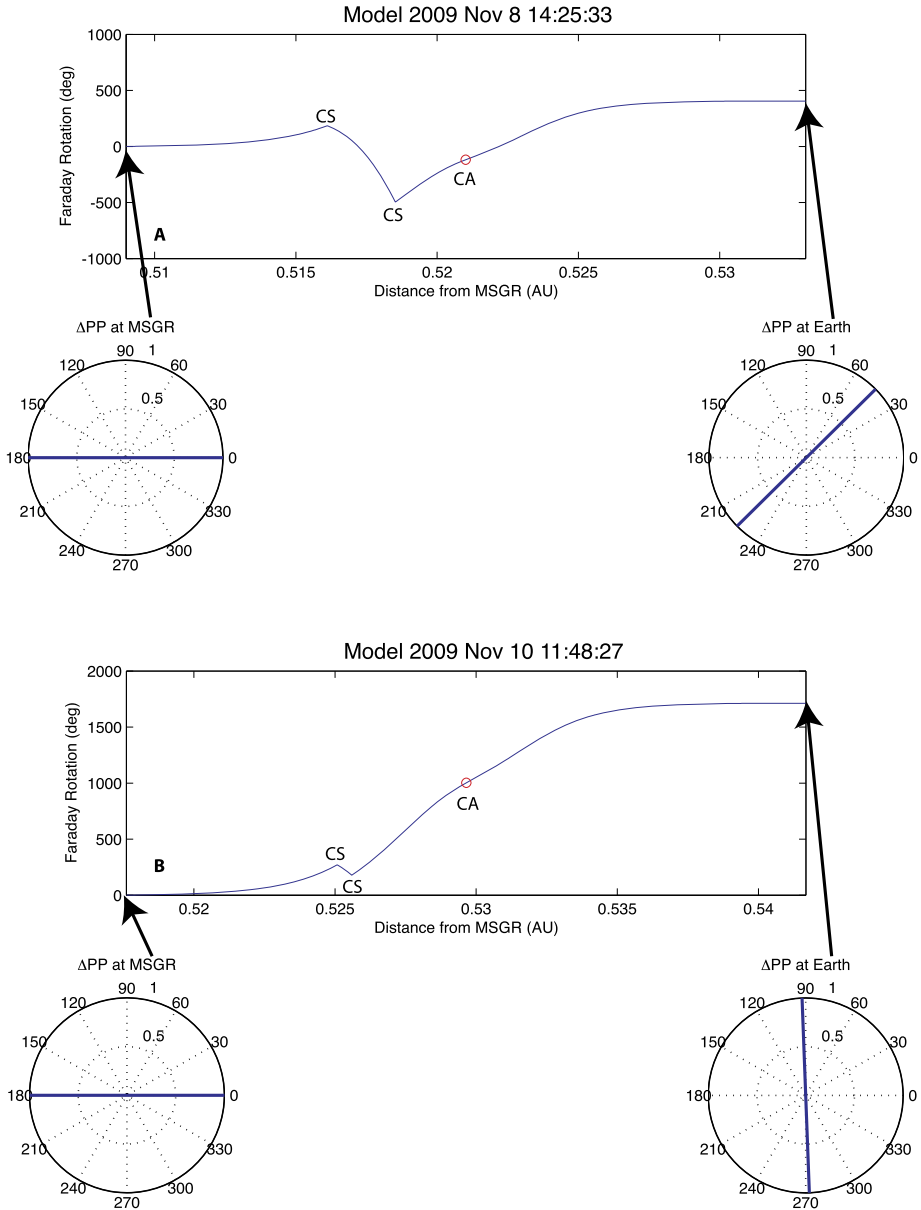 Model 2009 Nov 8 14:25:33
1000
500
0
-500
-1000
Faraday Rotation (deg)
CS
CS
CA
A
0.51 0.515 0.52 0.525 0.53
Distance from MSGR (AU)
ΔPP at MSGR
90 1
120 60
150 0.5 30
180 0
210 330
240 300
270
ΔPP at Earth
90 1
120 60
150 0.5 30
180 0
210 330
240 300
270
Model 2009 Nov 10 11:48:27
2000
1500
1000
500
0
Faraday Rotation (deg)
CS
CS
CA
B
0.52 0.525 0.53 0.535 0.54
Distance from MSGR (AU)
ΔPP at MSGR
90 1
120 60
150 0.5 30
180 0
210 330
240 300
270
ΔPP at Earth
90 1
120 60
150 0.5 30
180 0
210 330
240 300
270